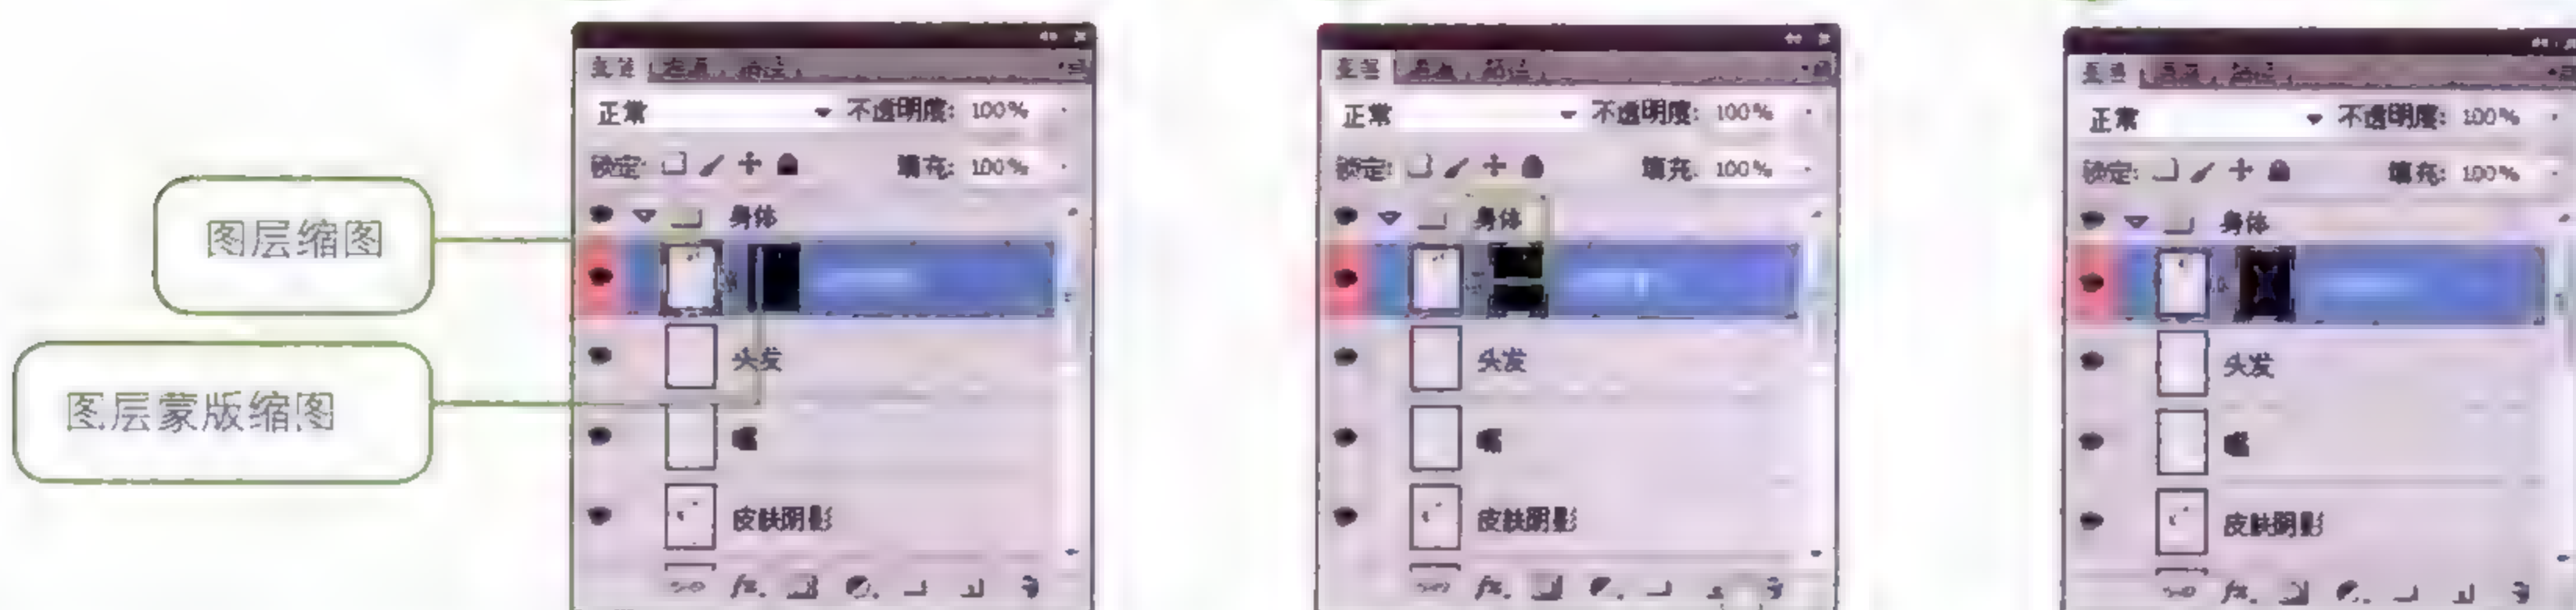 图层缩图
图层蒙版缩图
正常 不透明度: 100%
锁定: 填充: 100%
身体
头发
皮肤阴影
fx.
正常 不透明度: 100%
锁定: 填充: 100%
身体
头发
皮肤阴影
fx.
正常 不透明度: 100%
锁定: 填充: 100%
身体
头发
皮肤阴影
fx.